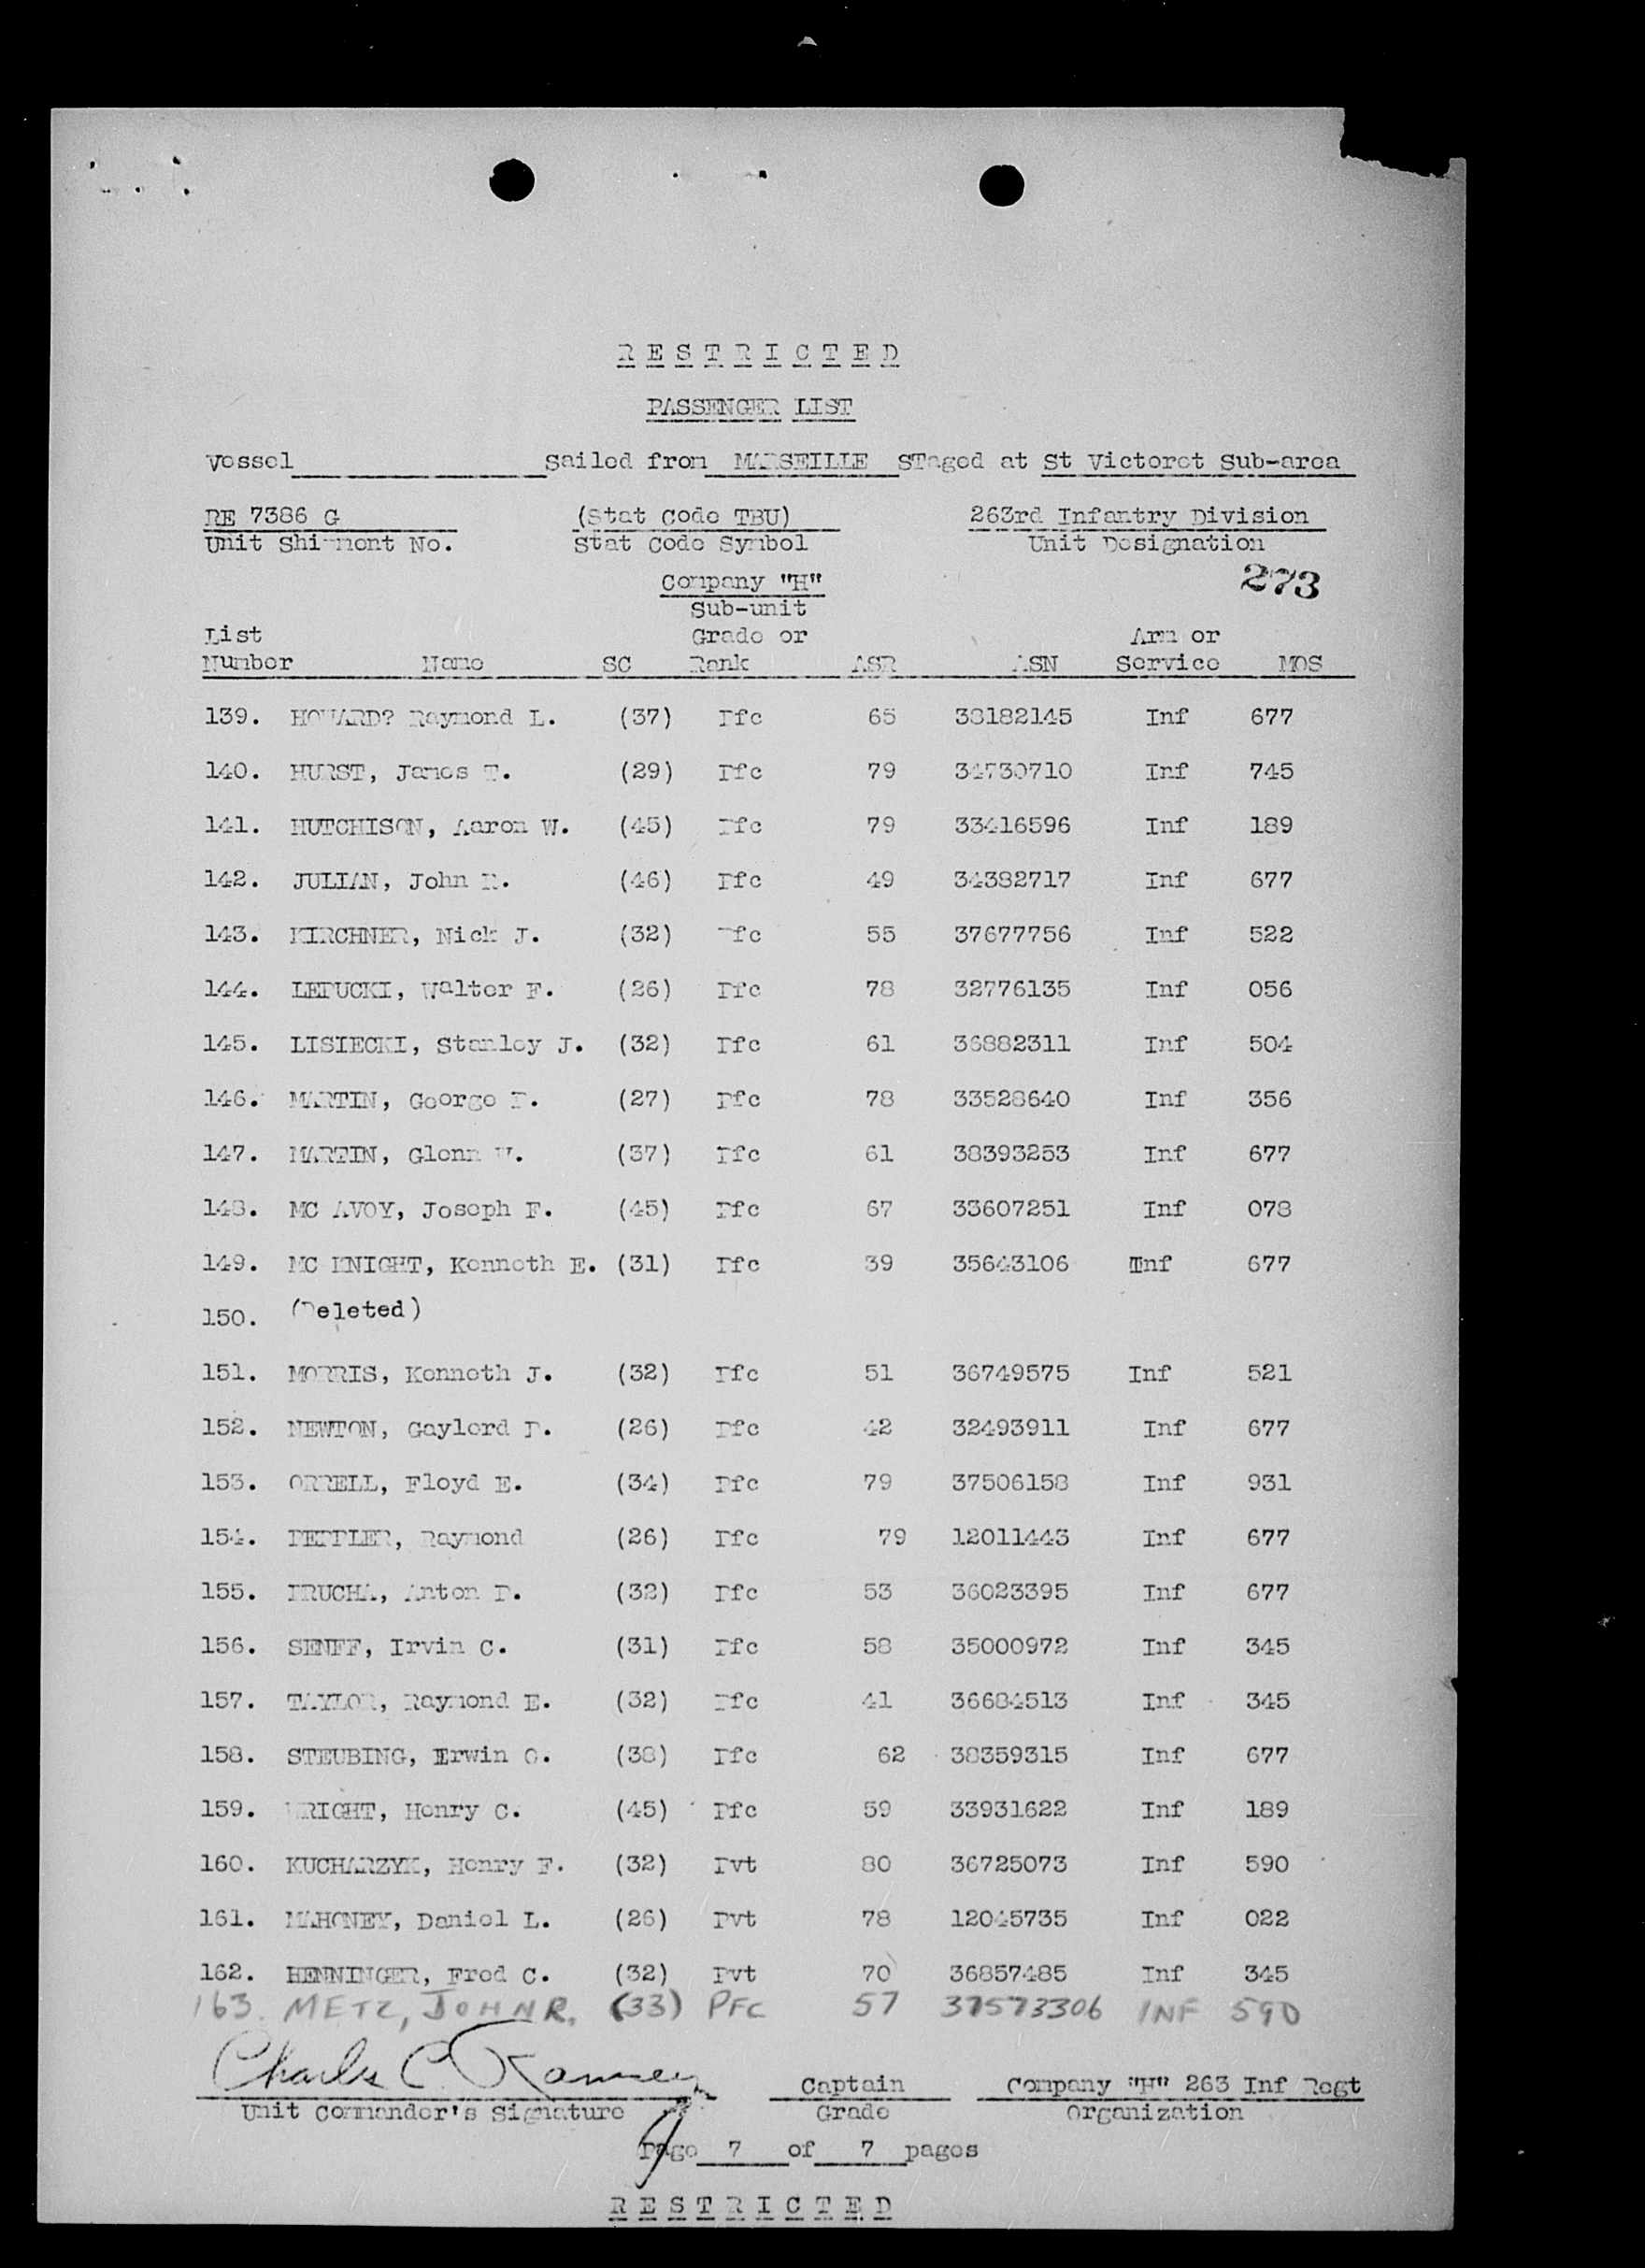 RESTRICTED
PASSENGER LIST
Vessel Sailed from MARSEILLE STaged at St Victoret Sub-area
RE 7386 G (Stat Code TBU) 263rd Infantry Division
Unit Shipment No. Stat Code Symbol Unit Designation
Company "H" 273
Sub-unit
List Grade or Arm or
Number Name SC Rank ASR ASN Service MOS
139. HOWARD? Raymond L. (37) Pfc 65 38182145 Inf 677
140. HURST, James T. (29) Pfc 79 34730710 Inf 745
141. HUTCHISON, Aaron W. (45) Pfc 79 33416596 Inf 189
142. JULIAN, John (46) Pfc 49 34382717 Inf 677
143. KIRCHNER, Nick J. (32) Pfc 55 37677756 Inf 522
144. LEPUCKI, Walter F. (26) Pfc 78 32776135 Inf 056
145. LISIECKI, Stanley J. (32) Pfc 61 36882311 Inf 504
146. MARTIN, George P. (27) Pfc 78 33528640 Inf 356
147. MARTIN, Glenn W. (37) Pfc 61 38393253 Inf 677
148. MC AVOY, Joseph F. (45) Pfc 67 33607251 Inf 078
149. MC KNIGHT, Kenneth E. (31) Pfc 39 35643106 Inf 677
150. (Deleted)
151. MORRIS, Kenneth J. (32) Pfc 51 36749575 Inf 521
152. NEWTON, Gaylord P. (26) Pfc 42 32493911 Inf 677
153. ORRELL, Floyd E. (34) Pfc 79 37506158 Inf 931
154. PEPPLER, Raymond (26) Pfc 79 12011443 Inf 677
155. PRUCHA, Anton P. (32) Pfc 53 36023395 Inf 677
156. SENFF, Irvin C. (31) Pfc 58 35000972 Inf 345
157. TAYLOR, Raymond E. (32) Pfc 41 36684513 Inf 345
158. STEUBING, Erwin O. (38) Pfc 62 38359315 Inf 677
159. WRIGHT, Henry C. (45) Pfc 59 33931622 Inf 189
160. KUCHARZYK, Henry F. (32) Pvt 80 36725073 Inf 590
161. MAHONEY, Daniel L. (26) Pvt 78 12045735 Inf 022
162. HENNINGER, Fred C. (32) Pvt 70 36857485 Inf 345
163. METZ, JOHN R. (33) PFC 57 37573306 INF 590
Charles C. Captain Company "H" 263 Inf Regt
Unit Commander's Signature Grade Organization
Page 7 of 7 pages
RESTRICTED